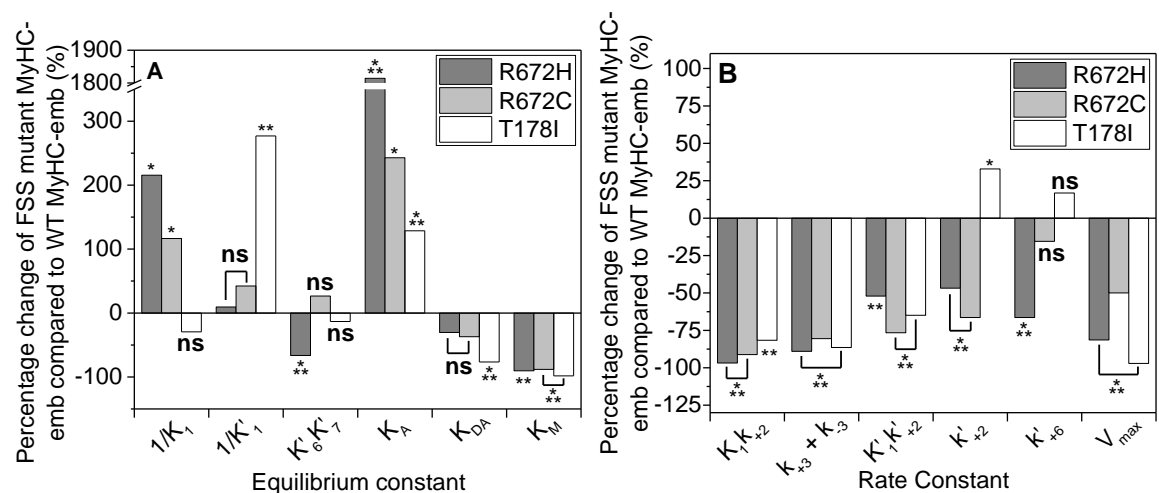 Percentage change of FSS mutant MyHC-
emb compared to WT MyHC-emb (%)
A
1900
1800
300
200
100
0
-100
R672H
R672C
T178I
*
*
ns
ns
**
*
**
ns
ns
*
**
*
*
**
ns
*
**
**
*
**
1/K1
1/K'1
K'6K'7
KA
KDA
KM
Equilibrium constant
Percentage change of FSS mutant MyHC-
emb compared to WT MyHC-emb (%)
B
100
75
50
25
0
-25
-50
-75
-100
-125
R672H
R672C
T178I
*
**
**
*
**
**
*
**
*
**
*
*
**
ns
ns
*
**
K1k+2
k+3 + k-3
K'1k'+2
k'+2
k'+6
Vmax
Rate Constant